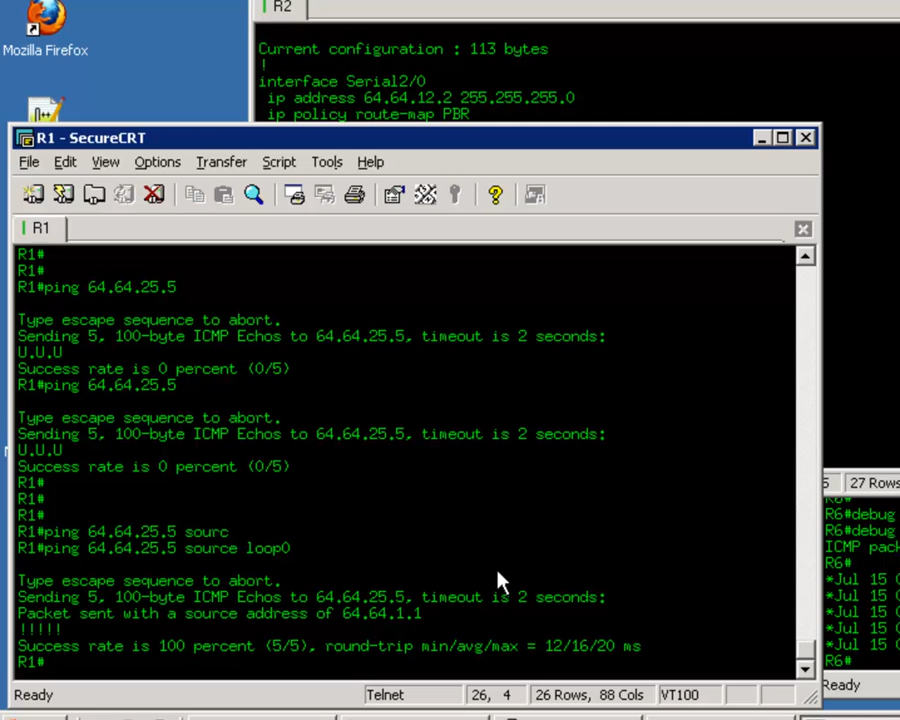 R2
Mozilla Firefox
Current configuration : 113 bytes
!
interface Serial2/0
ip address 64.64.12.2 255.255.255.0
ip policy route-map PBR
R1 - SecureCRT
File Edit View Options Transfer Script Tools Help
R1
R1#
R1#
R1#ping 64.64.25.5
Type escape sequence to abort.
Sending 5, 100-byte ICMP Echos to 64.64.25.5, timeout is 2 seconds:
U.U.U
Success rate is 0 percent (0/5)
R1#ping 64.64.25.5
Type escape sequence to abort.
Sending 5, 100-byte ICMP Echos to 64.64.25.5, timeout is 2 seconds:
U.U.U
Success rate is 0 percent (0/5)
R1#
R1#
R1#
R1#ping 64.64.25.5 sourc
R1#ping 64.64.25.5 source loop0
Type escape sequence to abort.
Sending 5, 100-byte ICMP Echos to 64.64.25.5, timeout is 2 seconds:
Packet sent with a source address of 64.64.1.1
!!!!!
Success rate is 100 percent (5/5), round-trip min/avg/max = 12/16/20 ms
R1#
Ready Telnet 26, 4 26 Rows, 88 Cols VT100
5 27 Rows
R6#
R6#debug
R6#debug
ICMP pac
R6#
*Jul 15
*Jul 15
*Jul 15
*Jul 15
R6#
Ready